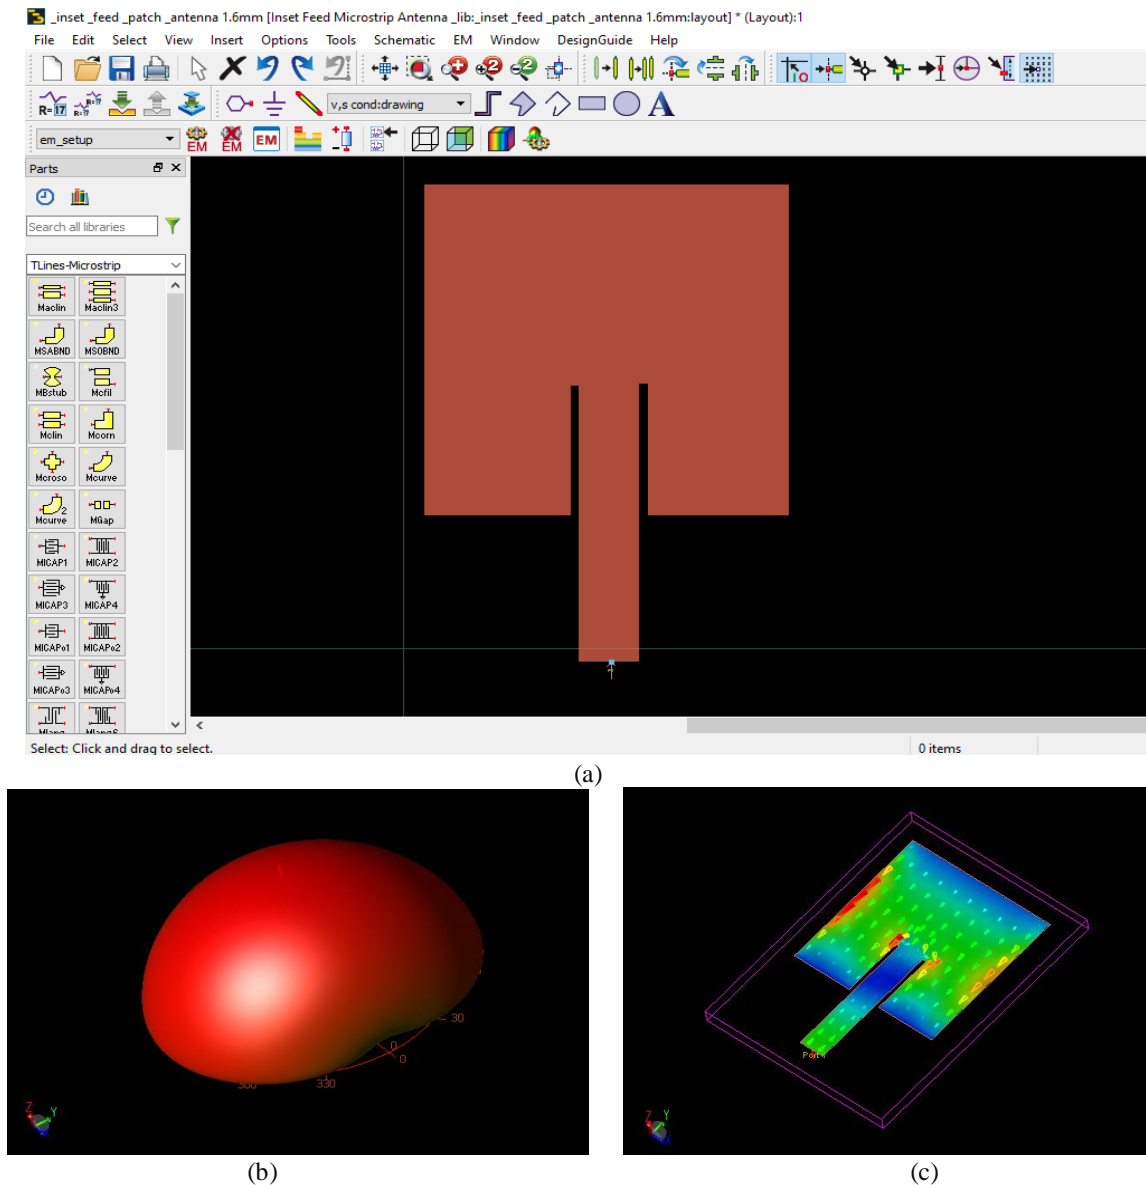 _inset _feed _patch _antenna 1.6mm [Inset Feed Microstrip Antenna _lib:_inset _feed _patch _antenna 1.6mm:layout] * (Layout):1
File Edit Select View Insert Options Tools Schematic EM Window DesignGuide Help
v,s cond:drawing
em_setup
EM EM EM
Parts
Search all libraries
TLines-Microstrip
Maclin Maclin3
MSABND MSOBND
MBstub Mcfil
Mclin Mcorn
Mcroso Mcurve
Mcurve2 MGap
MICAP1 MICAP2
MICAP3 MICAP4
MICAPo1 MICAPo2
MICAPo3 MICAPo4
Select: Click and drag to select. 0 items
(a)
30
0
0
330
300
Z Y
Port
Z Y
(b) (c)